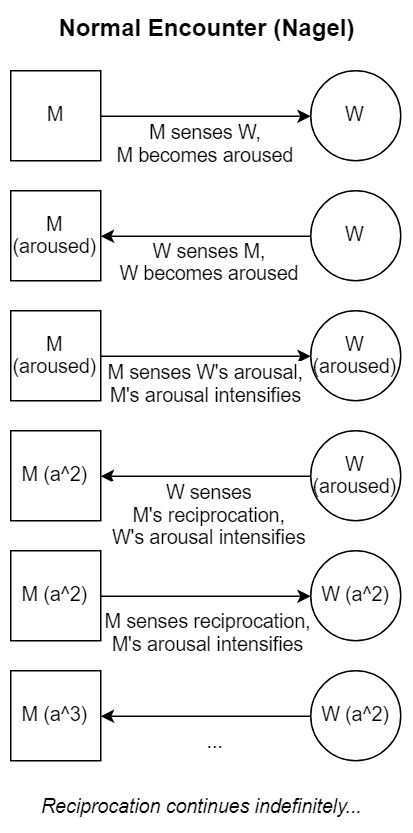 Normal Encounter (Nagel)
M
W
M senses W,
M becomes aroused
M
(aroused)
W
W senses M,
W becomes aroused
M
(aroused)
W
(aroused)
M senses W's arousal,
M's arousal intensifies
M (a^2)
W
(aroused)
W senses
M's reciprocation,
W's arousal intensifies
M (a^2)
W (a^2)
M senses reciprocation,
M's arousal intensifies
M (a^3)
W (a^2)
...
Reciprocation continues indefinitely...